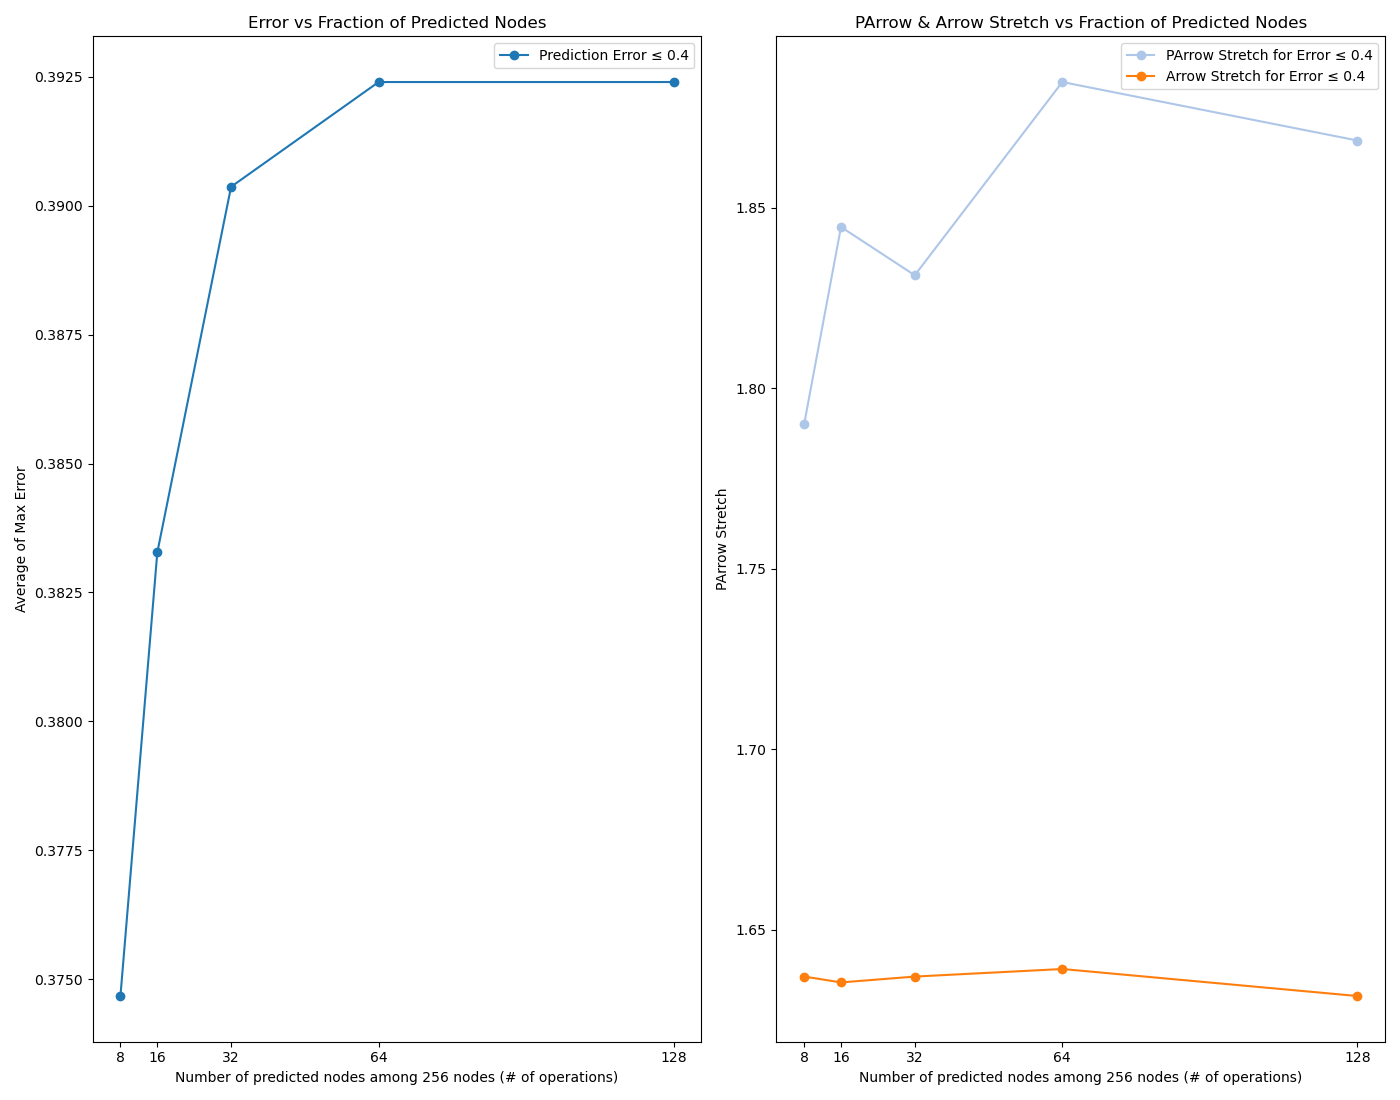 Error vs Fraction of Predicted Nodes
Prediction Error ≤ 0.4
0.3925
0.3900
0.3875
0.3850
0.3825
0.3800
0.3775
0.3750
Average of Max Error
8 16 32 64 128
Number of predicted nodes among 256 nodes (# of operations)
PArrow & Arrow Stretch vs Fraction of Predicted Nodes
PArrow Stretch for Error ≤ 0.4
Arrow Stretch for Error ≤ 0.4
1.85
1.80
1.75
1.70
1.65
PArrow Stretch
8 16 32 64 128
Number of predicted nodes among 256 nodes (# of operations)